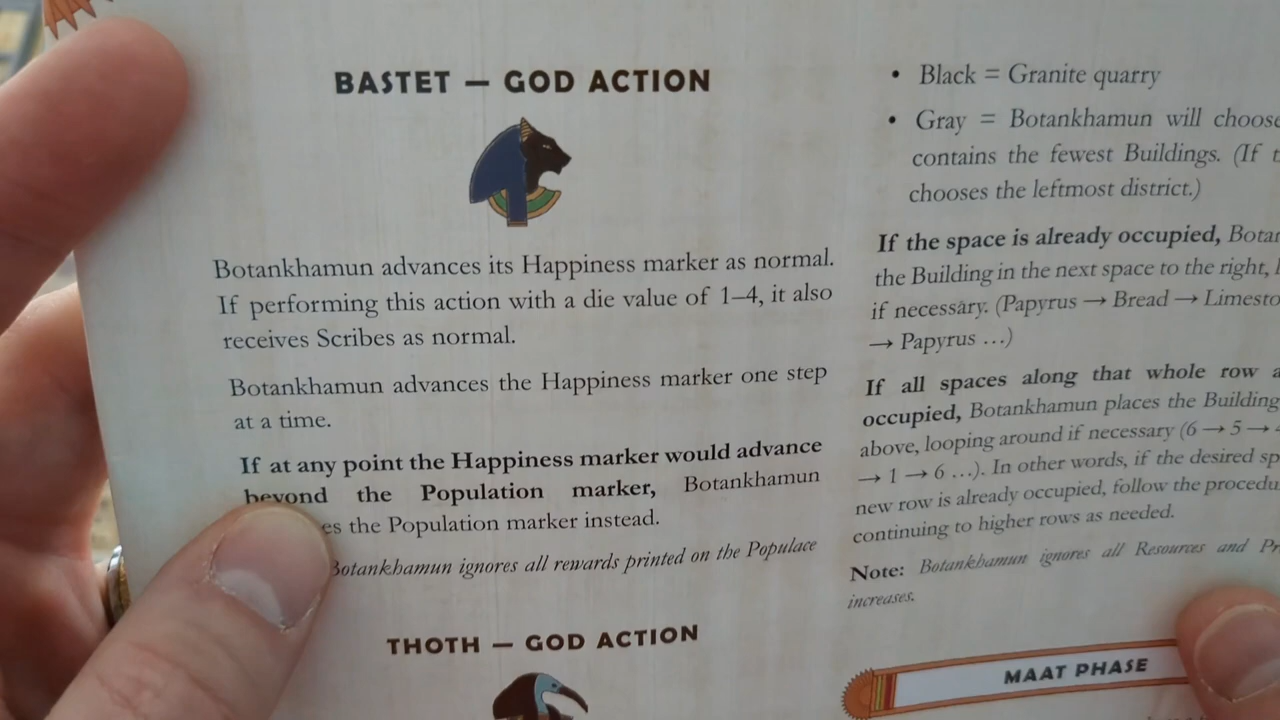 BASTET — GOD ACTION
Botankhamun advances its Happiness marker as normal.
If performing this action with a die value of 1–4, it also
receives Scribes as normal.
Botankhamun advances the Happiness marker one step
at a time.
If at any point the Happiness marker would advance
beyond the Population marker, Botankhamun
the Population marker instead.
Botankhamun ignores all rewards printed on the Populace
THOTH — GOD ACTION
• Black = Granite quarry
• Gray = Botankhamun will choose
contains the fewest Buildings. (If
chooses the leftmost district.)
If the space is already occupied,
the Building in the next space to the right,
if necessary. (Papyrus → Bread →
→ Papyrus …)
If all spaces along that whole row
occupied, Botankhamun places the Building
above, looping around if necessary (6 → 5 →
→ 1 → 6 …). In other words, if the desired
new row is already occupied, follow the
continuing to higher rows as needed.
Note: Botankhamun ignores all Resources and
increases.
MAAT PHASE